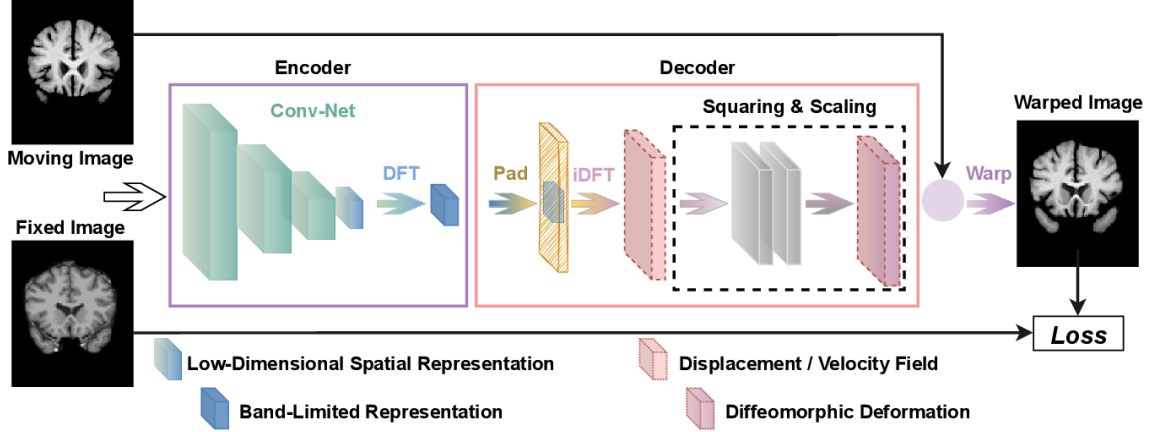 Encoder
Decoder
Conv-Net
Squaring & Scaling
Warped Image
Moving Image
DFT
Pad
iDFT
Warp
Fixed Image
Loss
Low-Dimensional Spatial Representation
Displacement / Velocity Field
Band-Limited Representation
Diffeomorphic Deformation